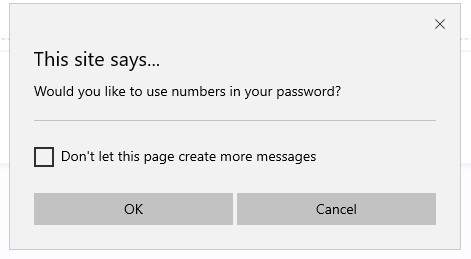 This site says...
Would you like to use numbers in your password?
Don't let this page create more messages
OK
Cancel